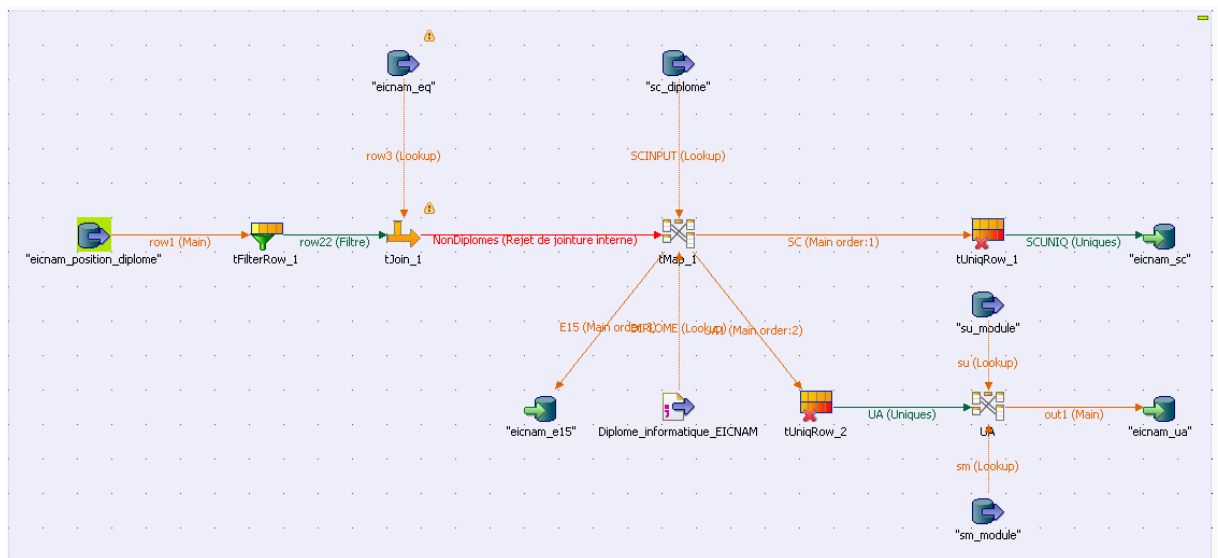 "eicnam_eq"
"sc_diplome"
row3 (Lookup)
SCINPUT (Lookup)
row1 (Main)
row22 (Filtre)
NonDiplomes (Rejet de jointure interne)
SC (Main order:1)
SCUNIQ (Uniques)
"eicnam_position_diplome"
tFilterRow_1
tJoin_1
tMap_1
tUniqRow_1
"eicnam_sc"
E15 (Main order:3)
DIPLOME (Lookup)
(Main order:2)
"su_module"
su (Lookup)
UA (Uniques)
out1 (Main)
"eicnam_e15"
Diplome_informatique_EICNAM
tUniqRow_2
UA
"eicnam_ua"
sm (Lookup)
"sm_module"